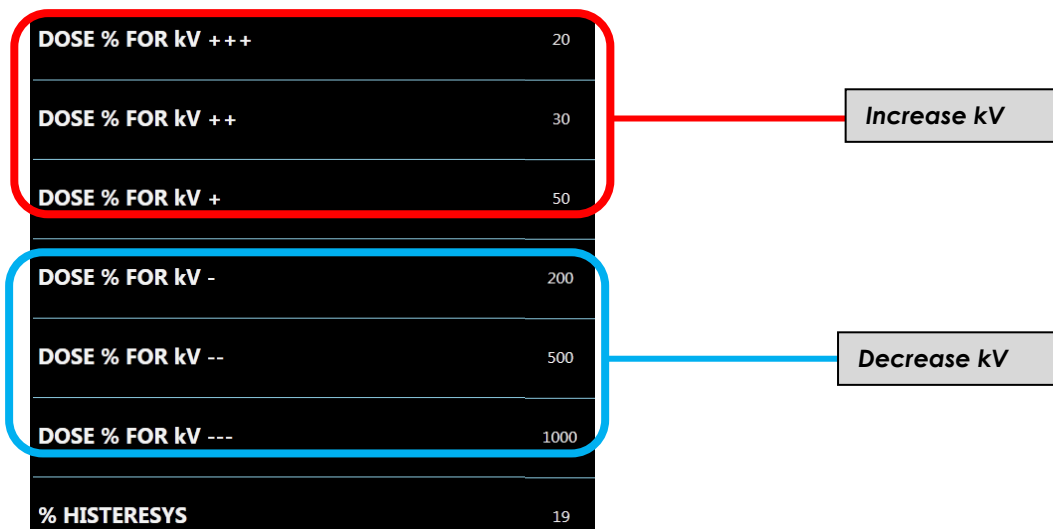 DOSE % FOR kV +++ 20
DOSE % FOR kV ++ 30
Increase kV
DOSE % FOR kV + 50
DOSE % FOR kV - 200
DOSE % FOR kV -- 500
Decrease kV
DOSE % FOR kV --- 1000
% HISTERESYS 19